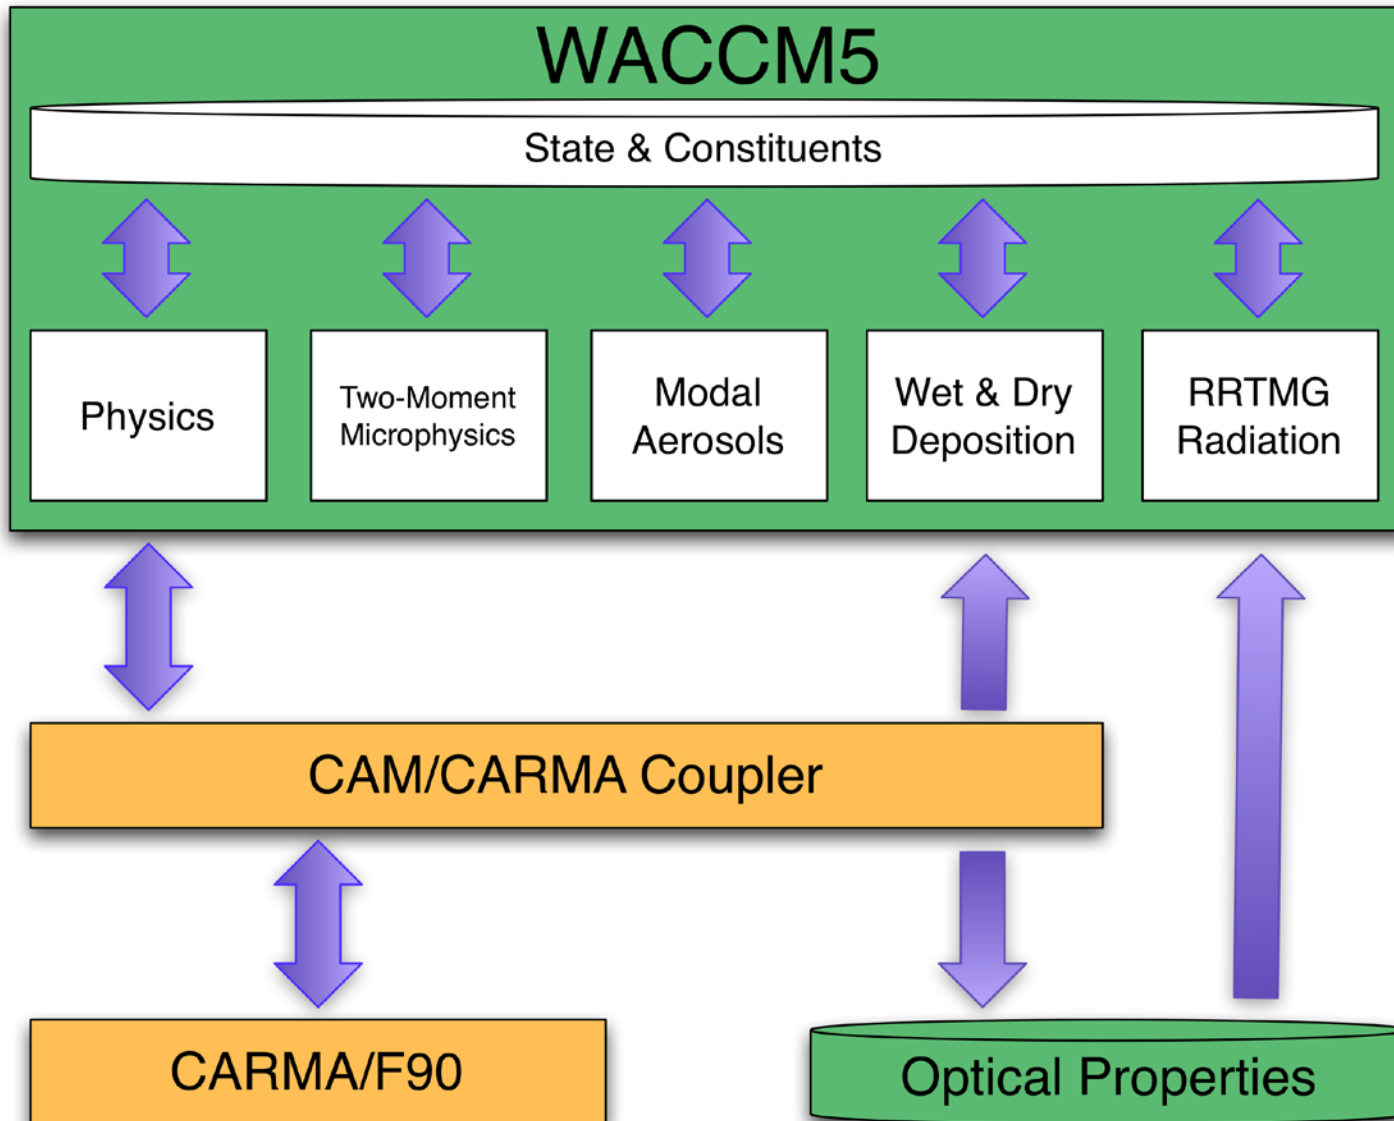 WACCM5
State & Constituents
Physics
Two-Moment
Microphysics
Modal
Aerosols
Wet & Dry
Deposition
RRTMG
Radiation
CAM/CARMA Coupler
CARMA/F90
Optical Properties